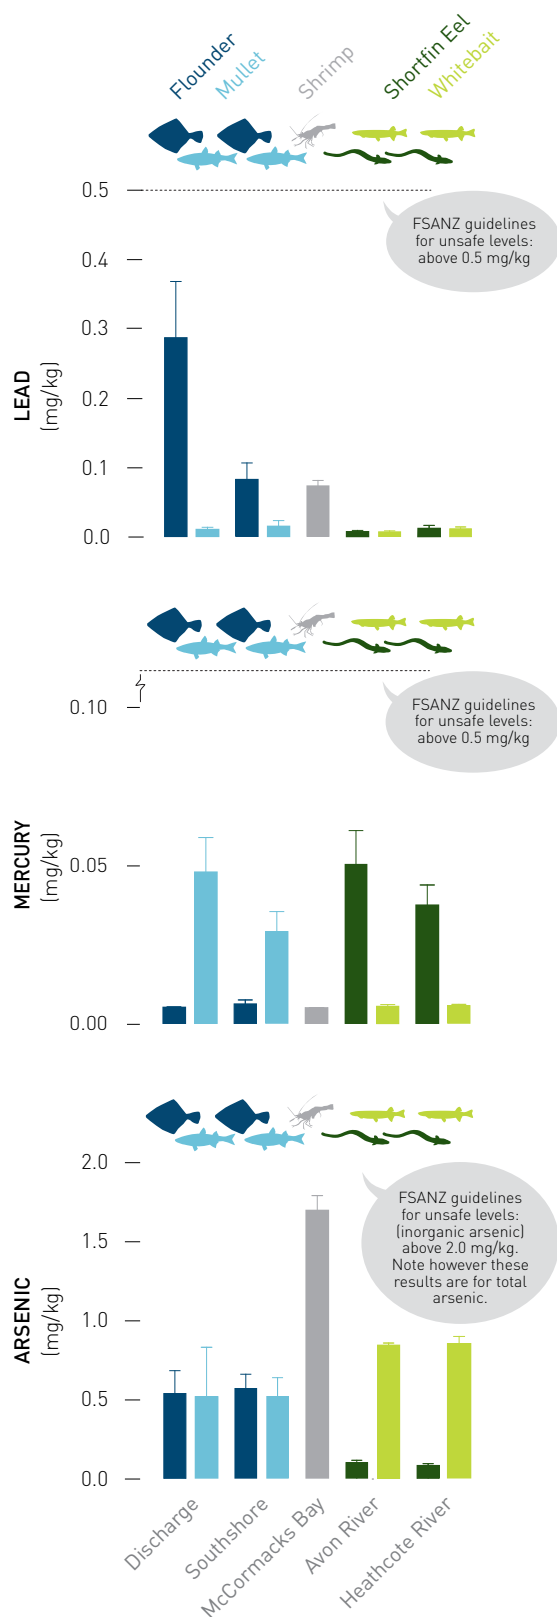 Flounder
Mullet
Shrimp
Shortfin Eel
Whitebait
0.5
FSANZ guidelines
for unsafe levels:
above 0.5 mg/kg
0.4
0.3
0.2
0.1
0.0
LEAD
(mg/kg)
FSANZ guidelines
for unsafe levels:
above 0.5 mg/kg
0.10
0.05
0.00
MERCURY
(mg/kg)
2.0
FSANZ guidelines
for unsafe levels:
(inorganic arsenic)
above 2.0 mg/kg.
Note however these
results are for total
arsenic.
1.5
1.0
0.5
0.0
ARSENIC
(mg/kg)
Discharge
Southshore
McCormacks Bay
Avon River
Heathcote River